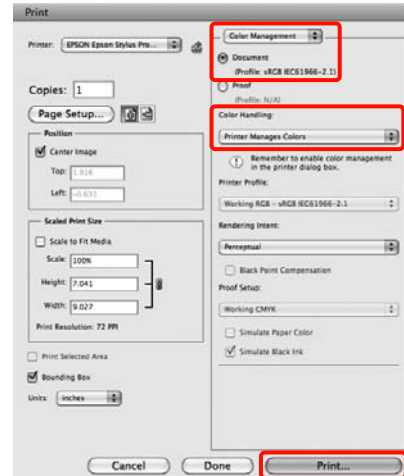 Print
Printer: EPSON Epson Stylus Pro...
Copies: 1
Page Setup...
Position
Center Image
Top: 1.916
Left: -0.633
Scaled Print Size
Scale to Fit Media
Scale: 100%
Height: 7.041
Width: 9.027
Print Resolution: 72 PPI
Print Selected Area
Bounding Box
Units: inches
Color Management
Document
(Profile: sRGB IEC61966-2.1)
Proof
(Profile: N/A)
Color Handling:
Printer Manages Colors
Remember to enable color management
in the printer dialog box.
Printer Profile:
Working RGB - sRGB IEC61966-2.1
Rendering Intent:
Perceptual
Black Point Compensation
Proof Setup:
Working CMYK
Simulate Paper Color
Simulate Black Ink
Cancel
Done
Print...